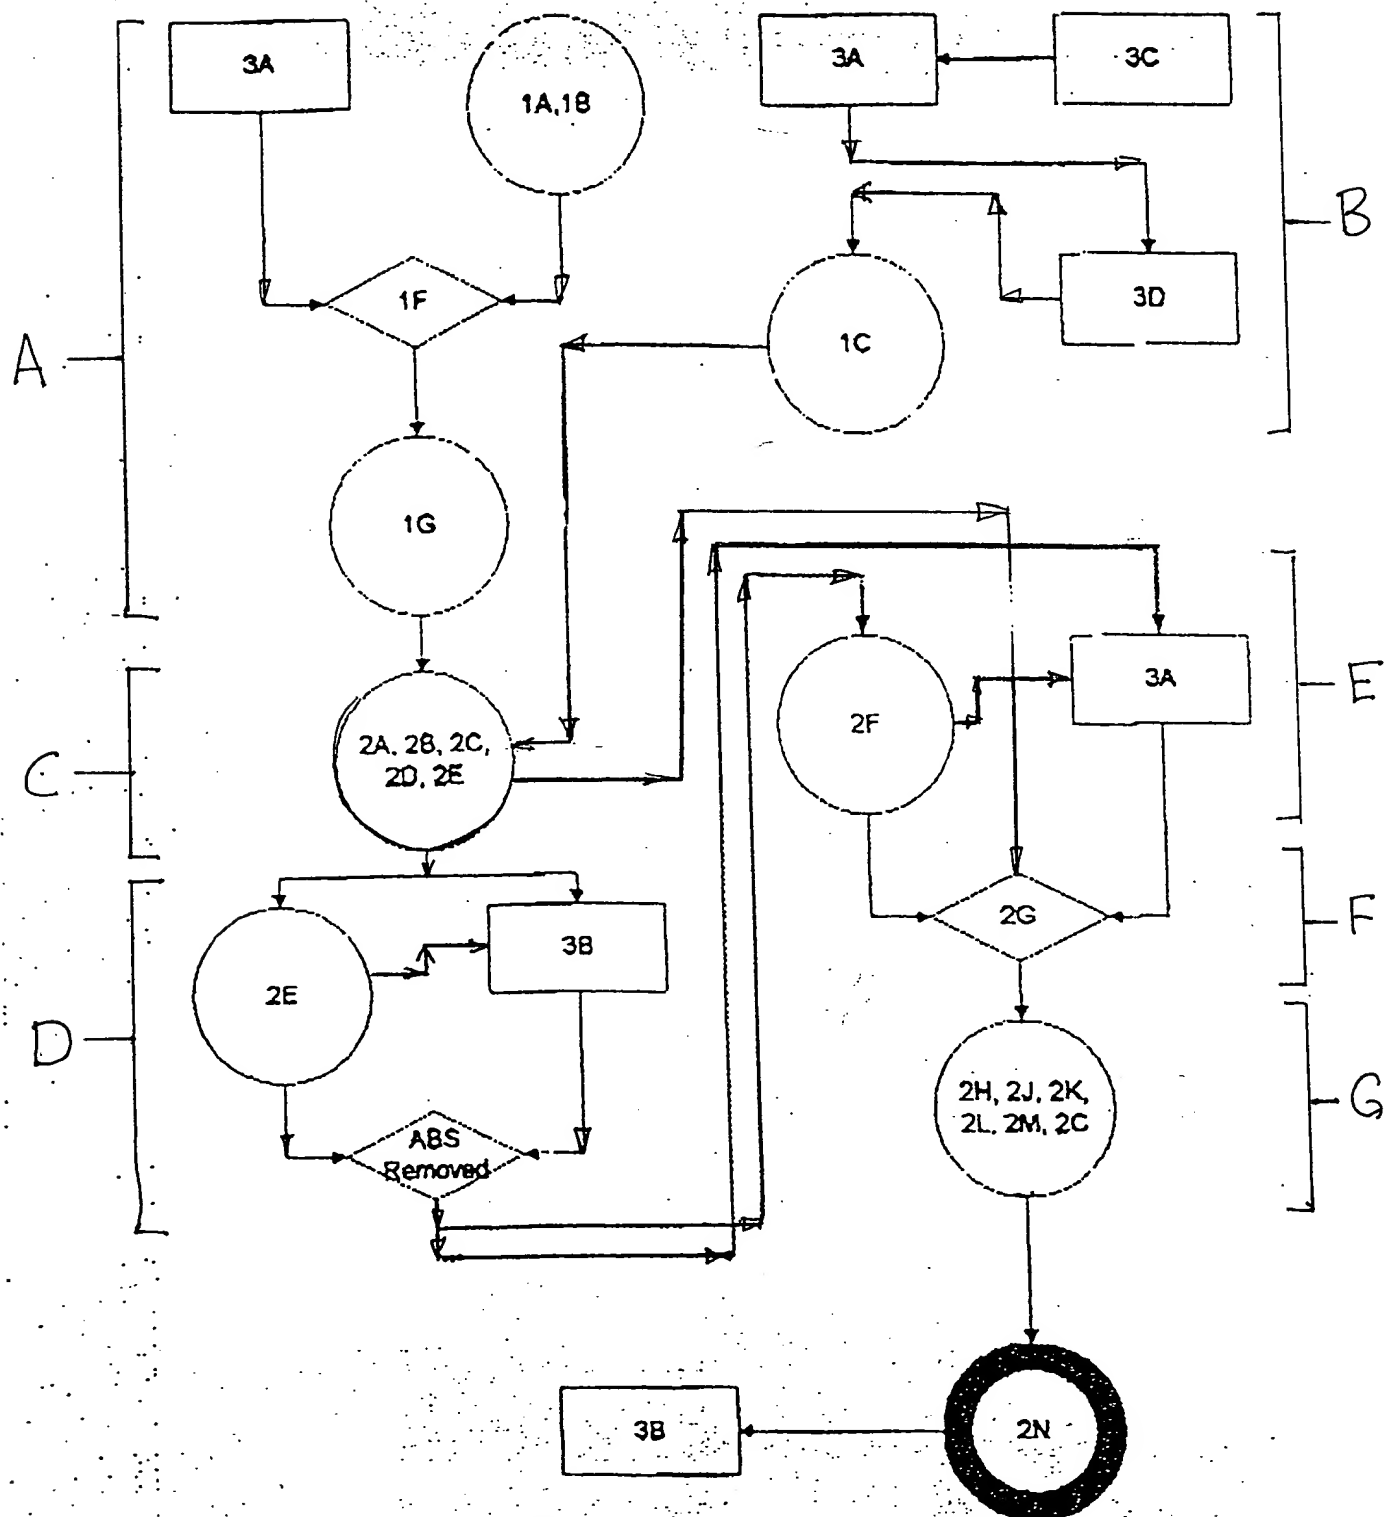 3A
1A,1B
3A
3C
B
1F
3D
A
1C
1G
3A
E
2A, 2B, 2C,
2D, 2E
2F
C
2G
F
3B
2E
D
2H, 2J, 2K,
2L, 2M, 2C
G
ABS
Removed
3B
2N